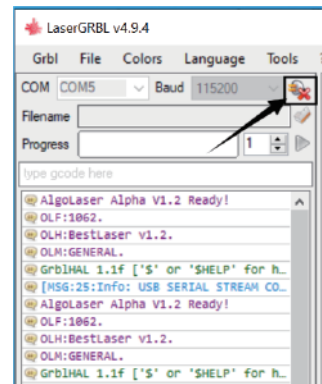 LaserGRBL v4.9.4
Grbl File Colors Language Tools
COM COM5 Baud 115200
Filename
Progress 1
type gcode here
AlgoLaser Alpha V1.2 Ready!
OLF:1062.
OLH:BestLaser v1.2.
OLM:GENERAL.
GrblHAL 1.1f ['$' or '$HELP' for h…
[MSG:25:Info: USB SERIAL STREAM CO…
AlgoLaser Alpha V1.2 Ready!
OLF:1062.
OLH:BestLaser v1.2.
OLM:GENERAL.
GrblHAL 1.1f ['$' or '$HELP' for h…